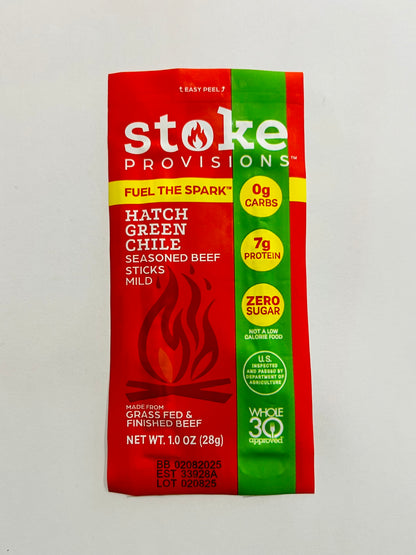 EASY PEEL
stoke
PROVISIONS™
FUEL THE SPARK™
HATCH
GREEN
CHILE
SEASONED BEEF
STICKS
MILD
MADE FROM
GRASS FED &
FINISHED BEEF
NET WT. 1.0 OZ (28g)
BB 02082025
EST 33928A
LOT 020825
0g
CARBS
7g
PROTEIN
ZERO
SUGAR
NOT A LOW
CALORIE FOOD
U.S.
INSPECTED
AND PASSED BY
DEPARTMENT OF
AGRICULTURE
WHOLE
30
approved